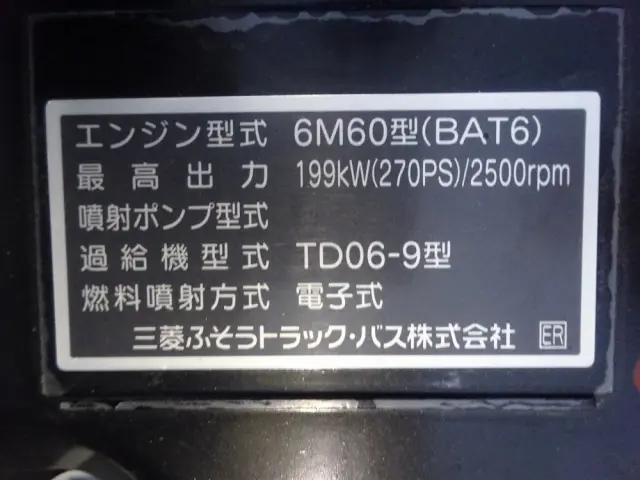 エンジン型式 6M60型(BAT6)
最高出力 199kW(270PS)/2500rpm
噴射ポンプ型式
過給機型式 TD06-9型
燃料噴射方式 電子式
三菱ふそうトラック・バス株式会社 ER